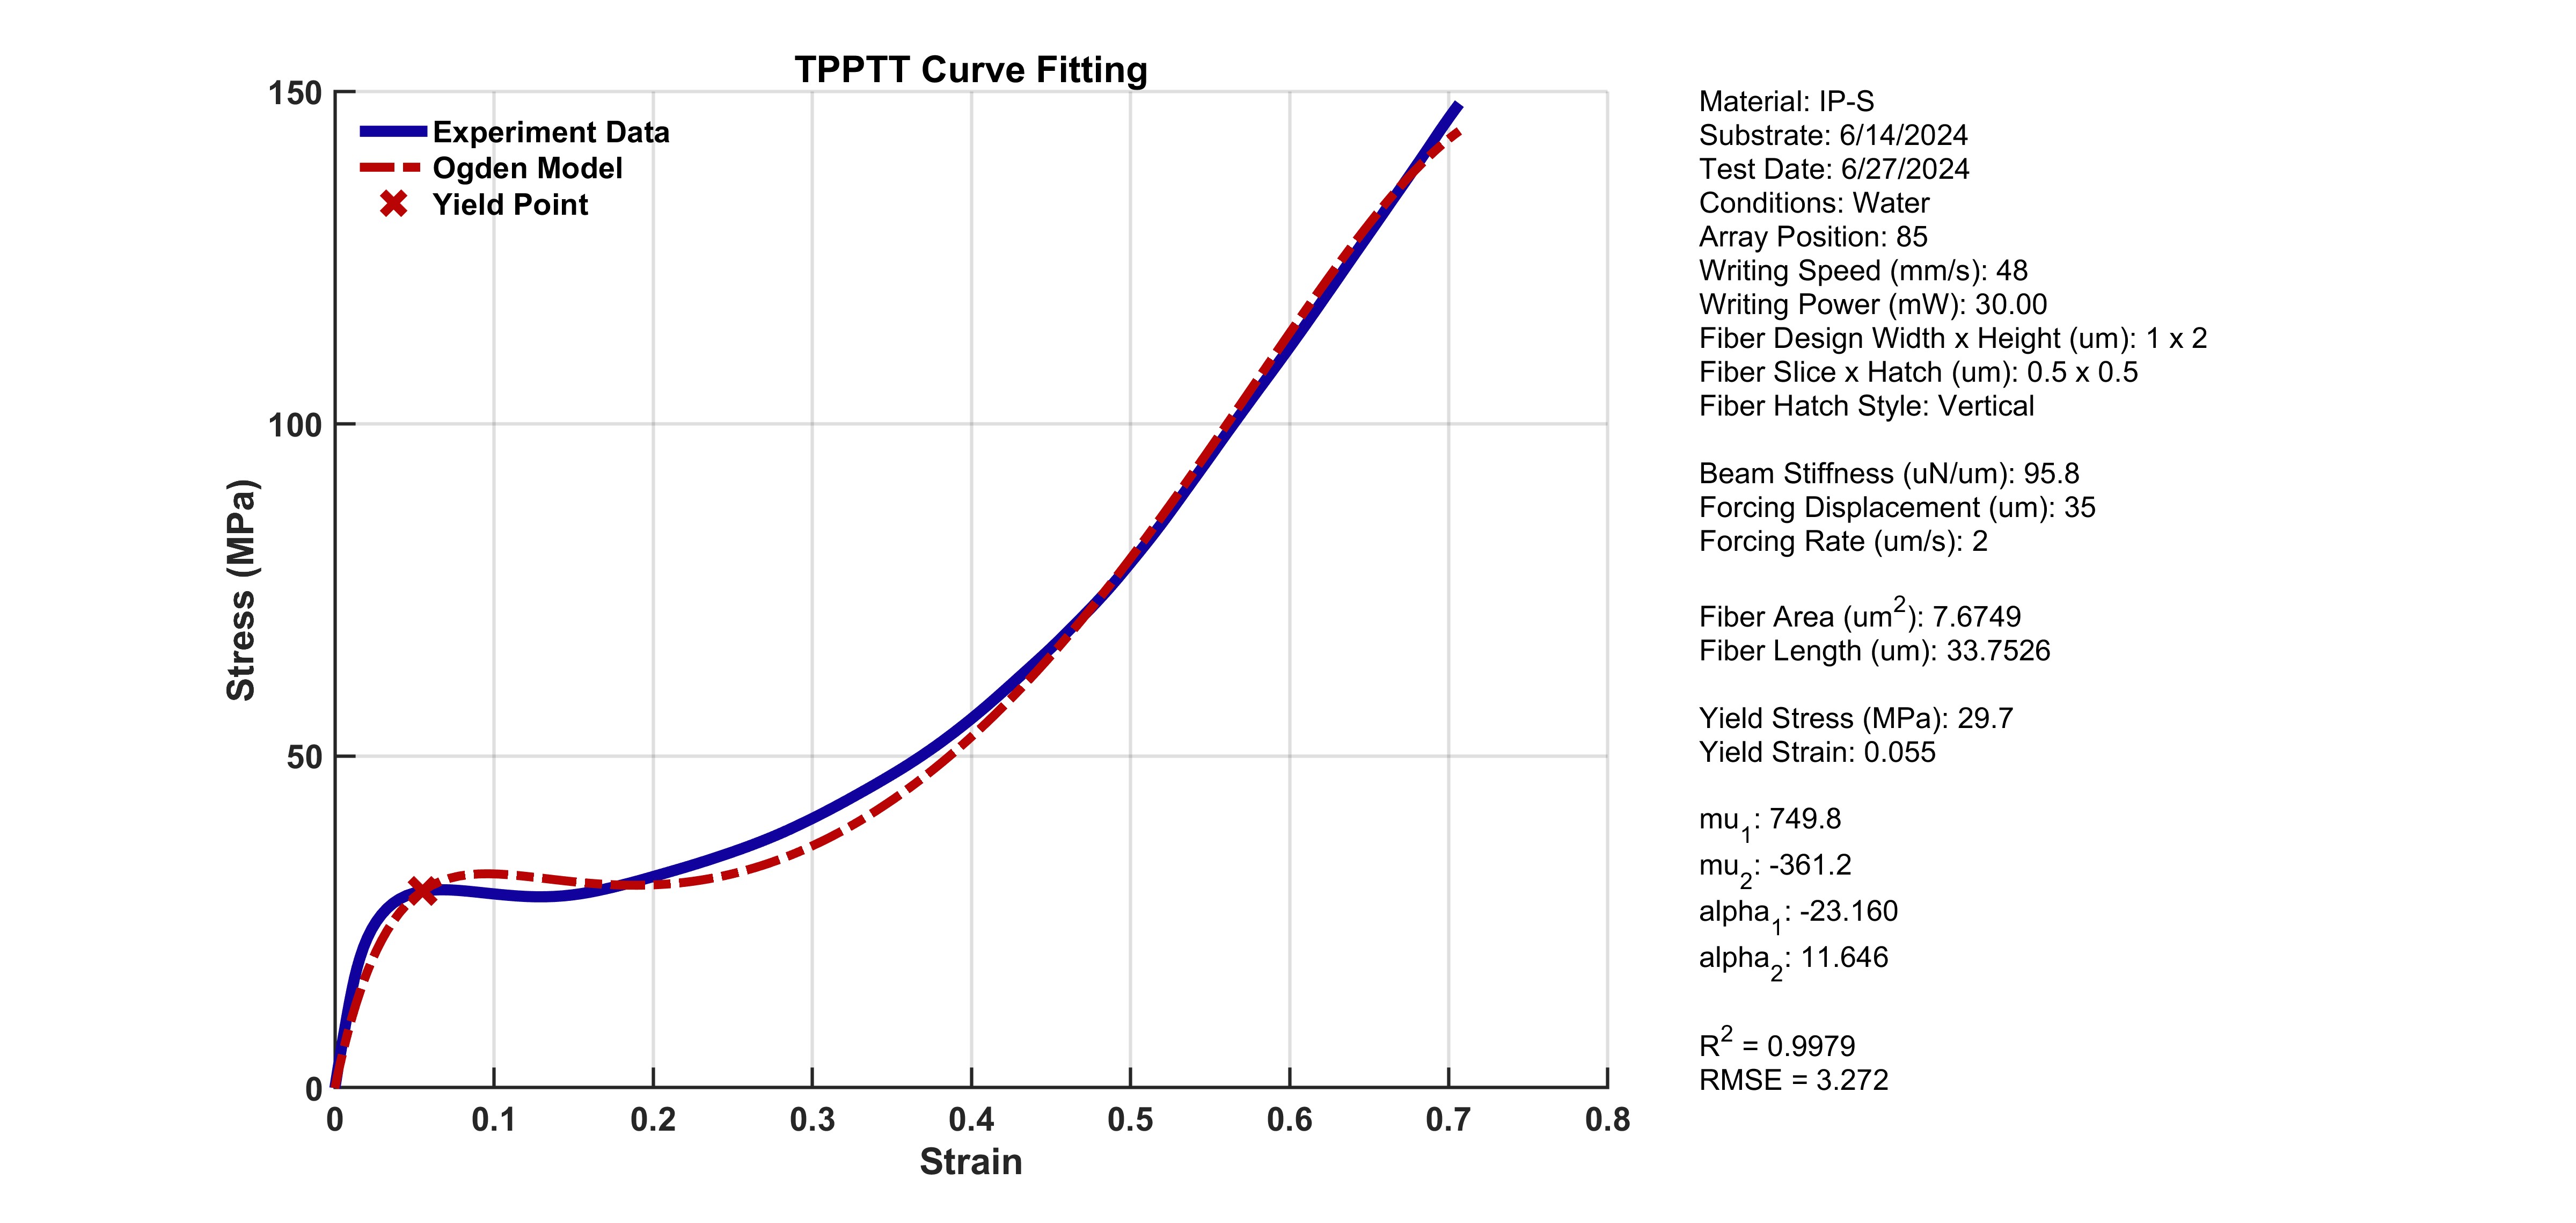 TPPTT Curve Fitting
Experiment Data
Ogden Model
Yield Point
150
100
50
0
Stress (MPa)
0 0.1 0.2 0.3 0.4 0.5 0.6 0.7 0.8
Strain
Material: IP-S
Substrate: 6/14/2024
Test Date: 6/27/2024
Conditions: Water
Array Position: 85
Writing Speed (mm/s): 48
Writing Power (mW): 30.00
Fiber Design Width x Height (um): 1 x 2
Fiber Slice x Hatch (um): 0.5 x 0.5
Fiber Hatch Style: Vertical
Beam Stiffness (uN/um): 95.8
Forcing Displacement (um): 35
Forcing Rate (um/s): 2
Fiber Area (um²): 7.6749
Fiber Length (um): 33.7526
Yield Stress (MPa): 29.7
Yield Strain: 0.055
mu₁: 749.8
mu₂: -361.2
alpha₁: -23.160
alpha₂: 11.646
R² = 0.9979
RMSE = 3.272